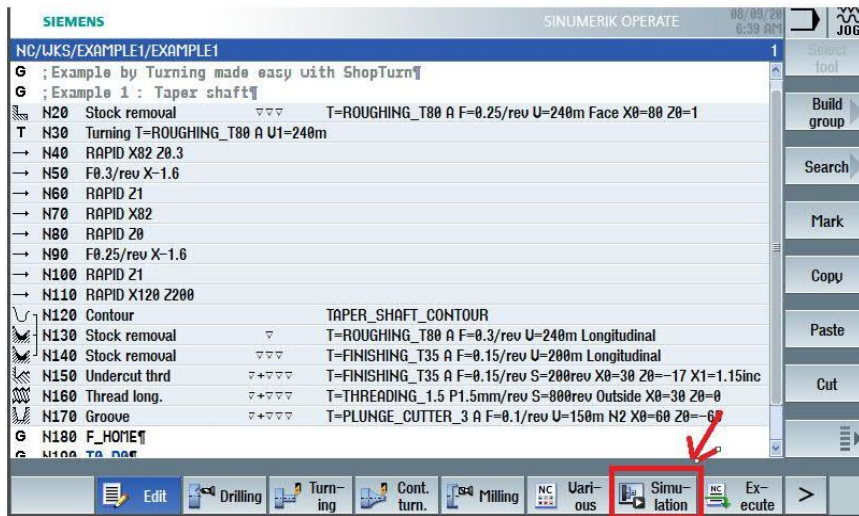 SIEMENS
SINUMERIK OPERATE
08/09/20
6:39 AM
JOG
NC/WKS/EXAMPLE1/EXAMPLE1
1
Select
tool
G ;Example by Turning made easy with ShopTurn¶
G ;Example 1 : Taper shaft¶
N20 Stock removal ▽▽▽ T=ROUGHING_T80 A F=0.25/rev U=240m Face X0=80 Z0=1
T N30 Turning T=ROUGHING_T80 A U1=240m
→ N40 RAPID X82 Z0.3
→ N50 F0.3/rev X-1.6
→ N60 RAPID Z1
→ N70 RAPID X82
→ N80 RAPID Z0
→ N90 F0.25/rev X-1.6
→ N100 RAPID Z1
→ N110 RAPID X120 Z200
N120 Contour TAPER_SHAFT_CONTOUR
N130 Stock removal ▽ T=ROUGHING_T80 A F=0.3/rev U=240m Longitudinal
N140 Stock removal ▽▽▽ T=FINISHING_T35 A F=0.15/rev U=200m Longitudinal
N150 Undercut thrd ▽+▽▽▽ T=FINISHING_T35 A F=0.15/rev S=200rev X0=30 Z0=-17 X1=1.15inc
N160 Thread long. ▽+▽▽▽ T=THREADING_1.5 P1.5mm/rev S=800rev Outside X0=30 Z0=0
N170 Groove ▽+▽▽▽ T=PLUNGE_CUTTER_3 A F=0.1/rev U=150m N2 X0=60 Z0=-6
G N180 F_HOME¶
G N190 T0 D0¶
Build
group
Search
Mark
Copy
Paste
Cut
Edit
Drilling
Turn-
ing
Cont.
turn.
Milling
NC
Vari-
ous
Simu-
lation
NC
Ex-
ecute
>